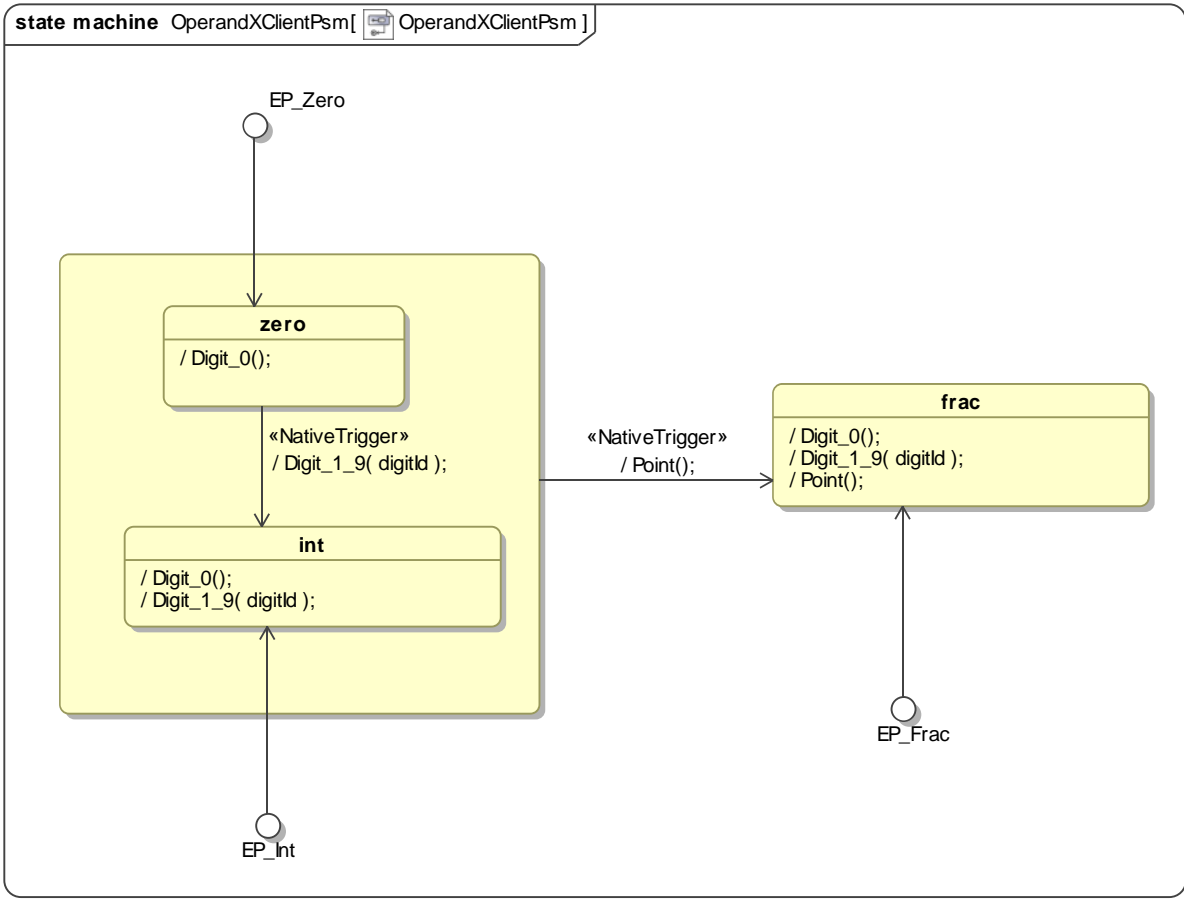 state machine OperandXClientPsm[ OperandXClientPsm ]
EP_Zero
zero
/ Digit_0();
«NativeTrigger»
/ Digit_1_9( digitId );
int
/ Digit_0();
/ Digit_1_9( digitId );
EP_Int
«NativeTrigger»
/ Point();
frac
/ Digit_0();
/ Digit_1_9( digitId );
/ Point();
EP_Frac